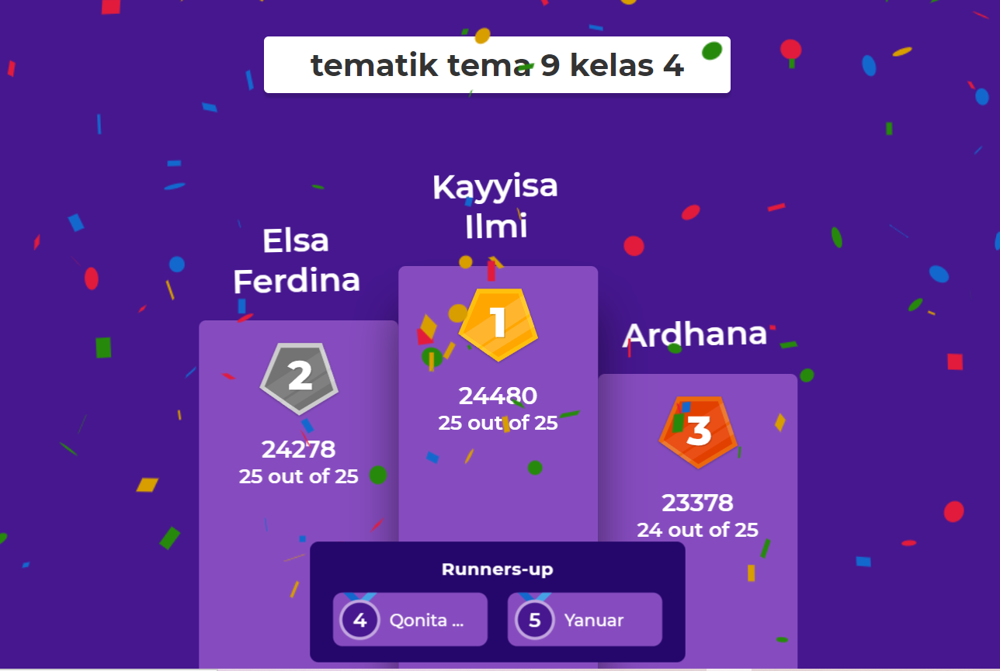 tematik tema 9 kelas 4
Kayyisa
Ilmi
1
24480
25 out of 25
Elsa
Ferdina
2
24278
25 out of 25
Ardhana
3
23378
24 out of 25
Runners-up
4 Qonita ...
5 Yanuar